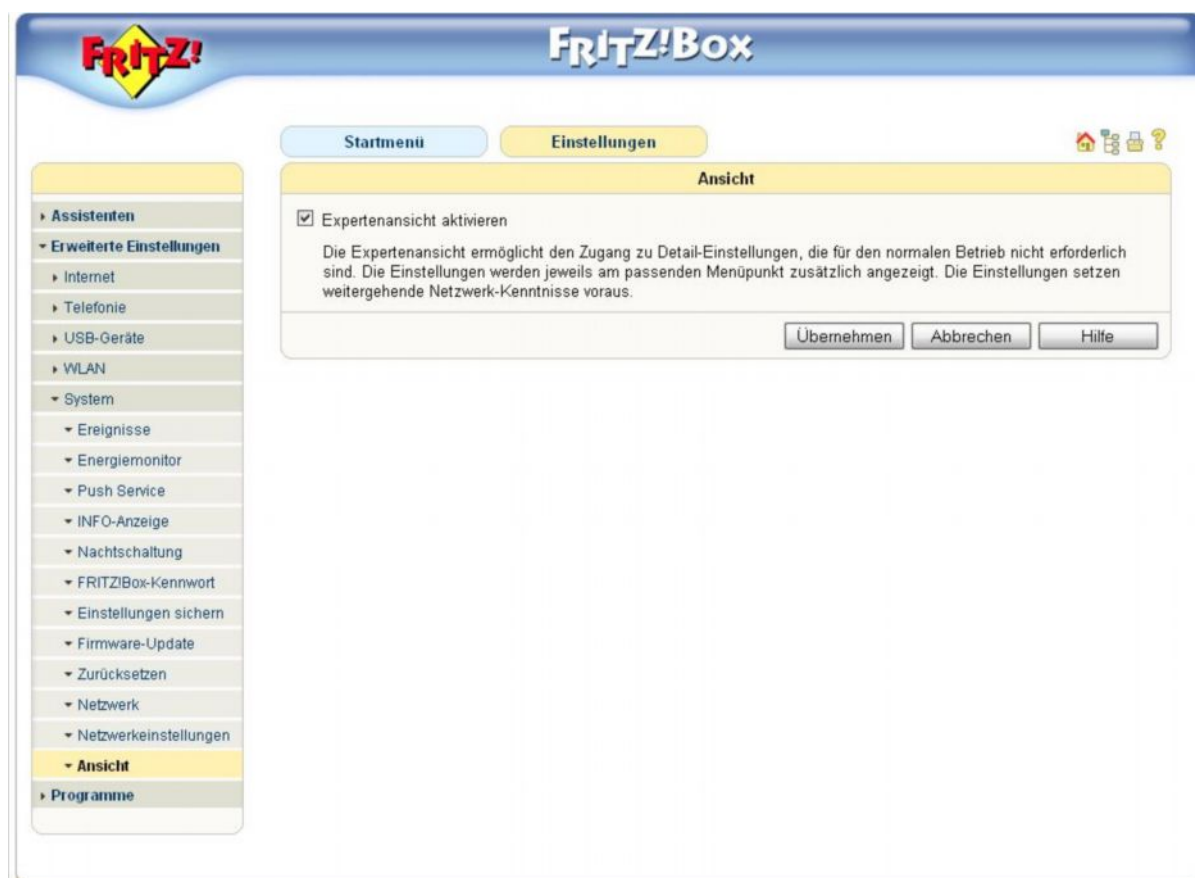 FRITZ!
FRITZ!Box
Startmenü
Einstellungen
Ansicht
Assistenten
Erweiterte Einstellungen
Internet
Telefonie
USB-Geräte
WLAN
System
Ereignisse
Energiemonitor
Push Service
INFO-Anzeige
Nachtschaltung
FRITZ!Box-Kennwort
Einstellungen sichern
Firmware-Update
Zurücksetzen
Netzwerk
Netzwerkeinstellungen
Ansicht
Programme
Expertenansicht aktivieren
Die Expertenansicht ermöglicht den Zugang zu Detail-Einstellungen, die für den normalen Betrieb nicht erforderlich
sind. Die Einstellungen werden jeweils am passenden Menüpunkt zusätzlich angezeigt. Die Einstellungen setzen
weitergehende Netzwerk-Kenntnisse voraus.
Übernehmen
Abbrechen
Hilfe